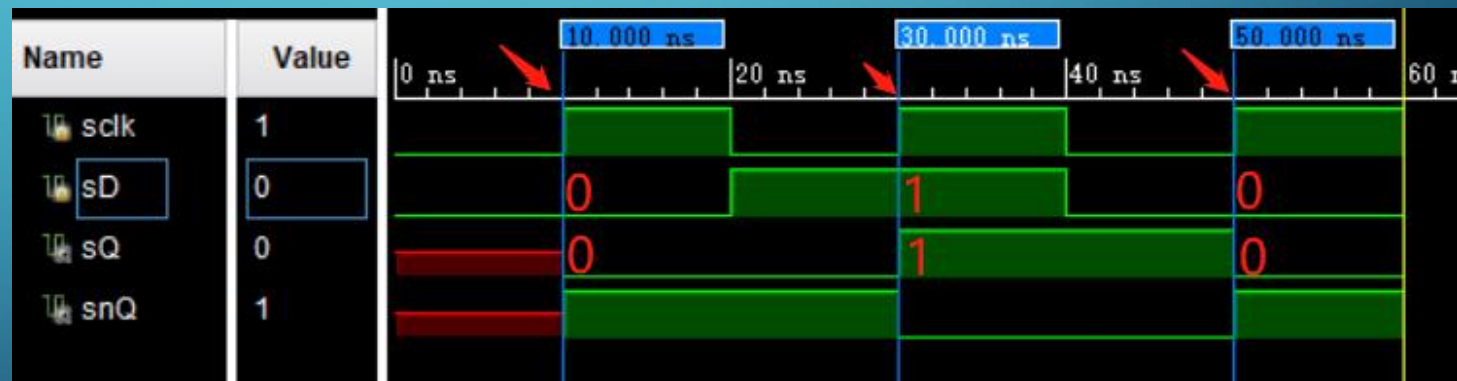 Name Value
10.000 ns 30.000 ns 50.000 ns
0 ns 20 ns 40 ns 60
sclk 1
sD 0 0 1 0
sQ 0 0 1 0
snQ 1